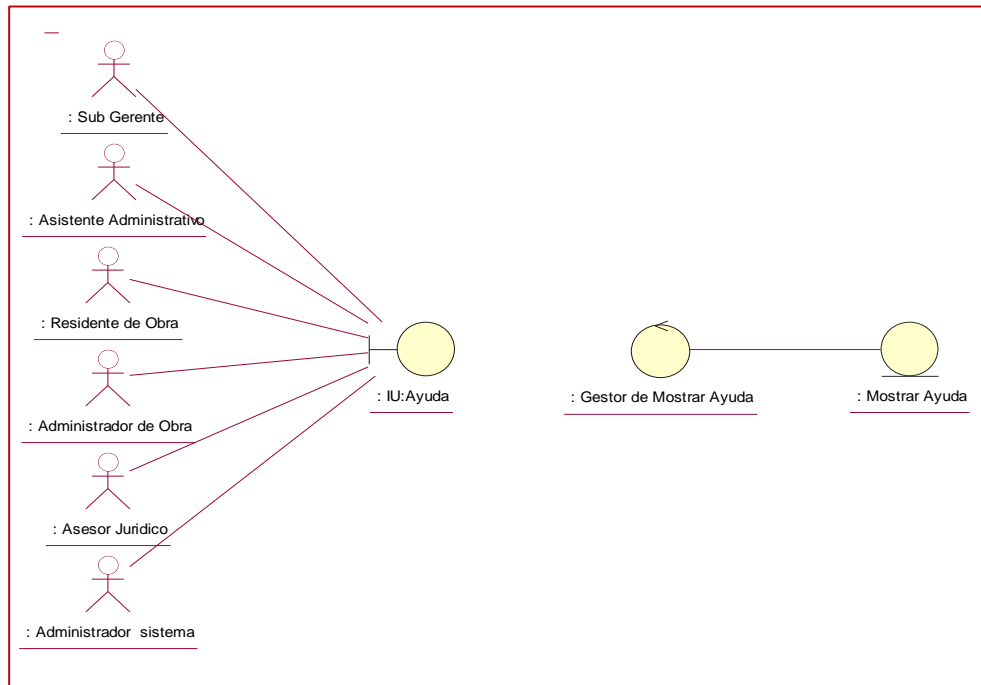 : Sub Gerente
: Asistente Administrativo
: Residente de Obra
: Administrador de Obra
: Asesor Juridico
: Administrador sistema
: IU:Ayuda
: Gestor de Mostrar Ayuda
: Mostrar Ayuda